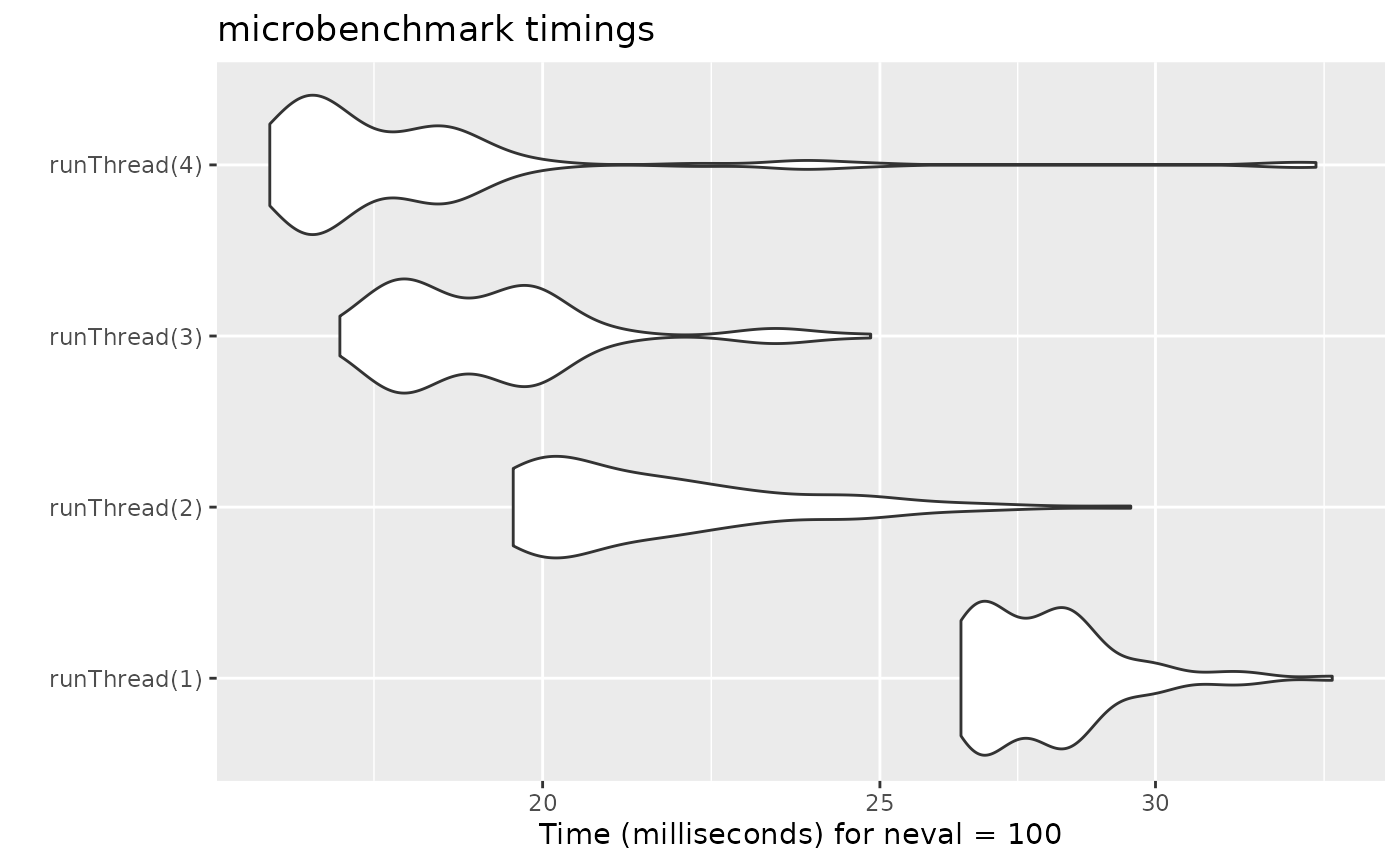 microbenchmark timings
runThread(4)
runThread(3)
runThread(2)
runThread(1)
20 25 30
Time (milliseconds) for neval = 100